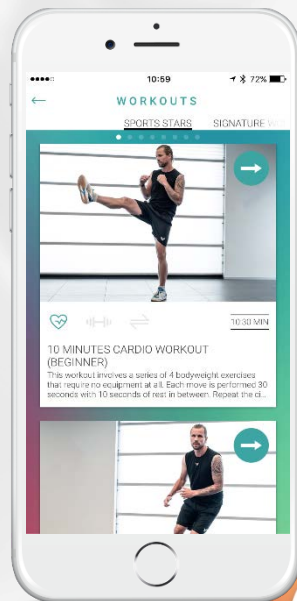 10:59
72%
WORKOUTS
SPORTS STARS SIGNATURE
10:30 MIN
10 MINUTES CARDIO WORKOUT
(BEGINNER)
This workout involves a series of 4 bodyweight exercises
that require no equipment at all. Each move is performed 30
seconds with 10 seconds of rest in between. Repeat the ci...